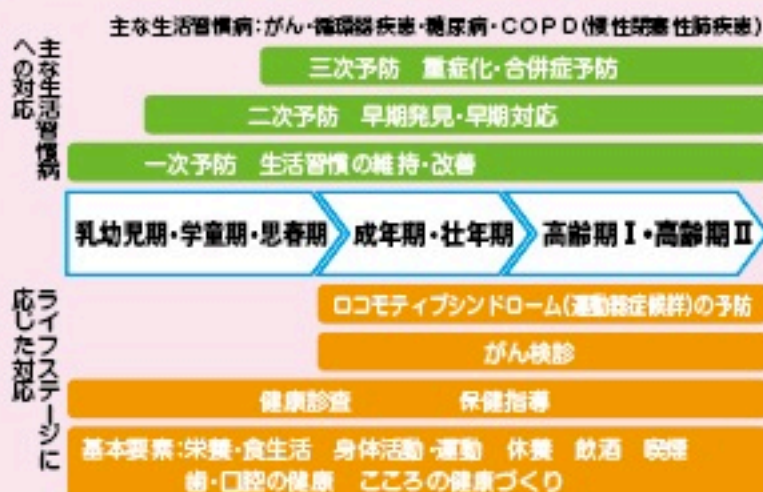 主な生活習慣病:がん・循環器疾患・糖尿病・COPD(慢性閉塞性肺疾患)
主な生活習慣病
への対応
三次予防 重症化・合併症予防
二次予防 早期発見・早期対応
一次予防 生活習慣の維持・改善
乳幼児期・学童期・思春期
成年期・壮年期
高齢期Ⅰ・高齢期Ⅱ
ライフステージに
応じた対応
ロコモティブシンドローム(運動器症候群)の予防
がん検診
健康診査 保健指導
基本要素:栄養・食生活 身体活動・運動 休養 飲酒 喫煙
歯・口腔の健康 こころの健康づくり